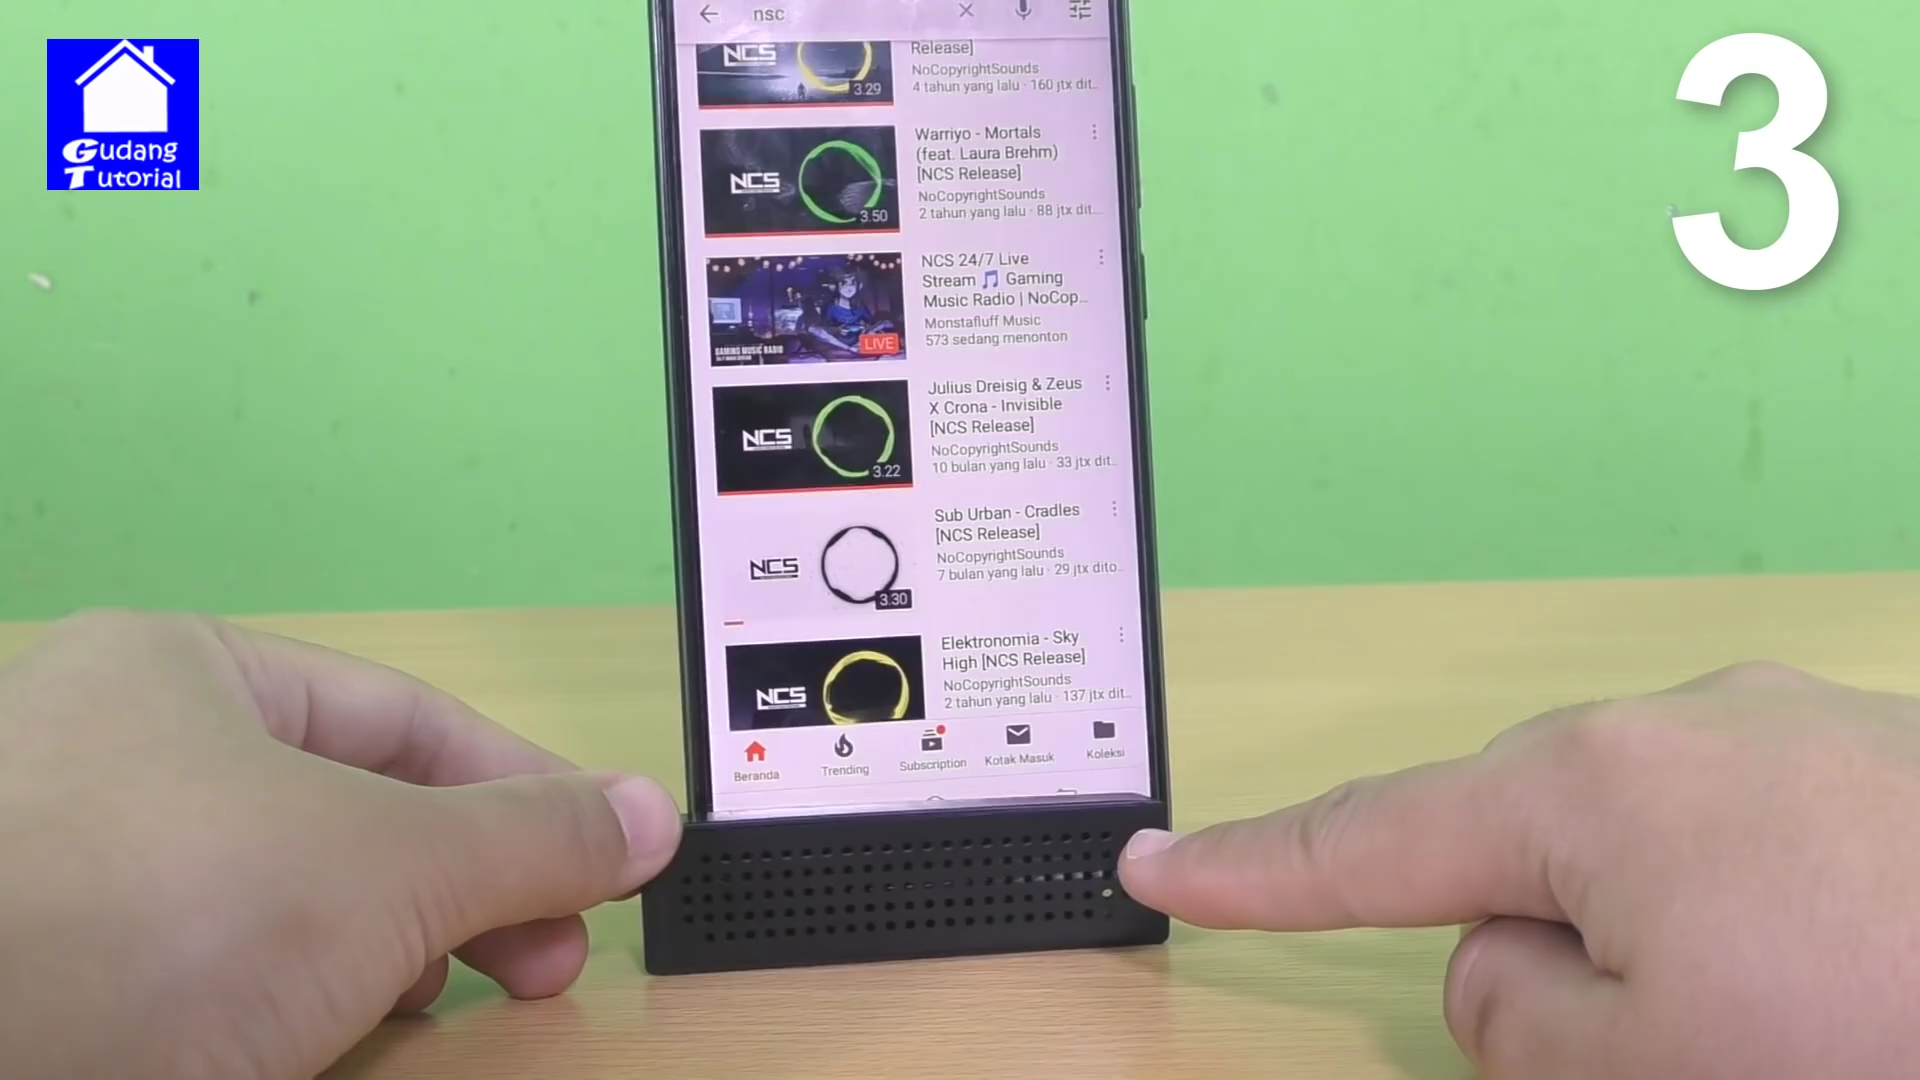 Gudang
Tutorial
3
nsc
NCS
3.29
Release]
NoCopyrightSounds
4 tahun yang lalu · 160 jtx dit...
NCS
3.50
Warriyo - Mortals
(feat. Laura Brehm)
[NCS Release]
NoCopyrightSounds
2 tahun yang lalu · 88 jtx dit...
GAMING MUSIC RADIO
LIVE
NCS 24/7 Live
Stream 🎵 Gaming
Music Radio | NoCop...
Monstafluff Music
573 sedang menonton
NCS
3.22
Julius Dreisig & Zeus
X Crona - Invisible
[NCS Release]
NoCopyrightSounds
10 bulan yang lalu · 33 jtx dit...
NCS
3.30
Sub Urban - Cradles
[NCS Release]
NoCopyrightSounds
7 bulan yang lalu · 29 jtx dito...
NCS
Elektronomia - Sky
High [NCS Release]
NoCopyrightSounds
2 tahun yang lalu · 137 jtx dit...
Beranda
Trending
Subscription
Kotak Masuk
Koleksi